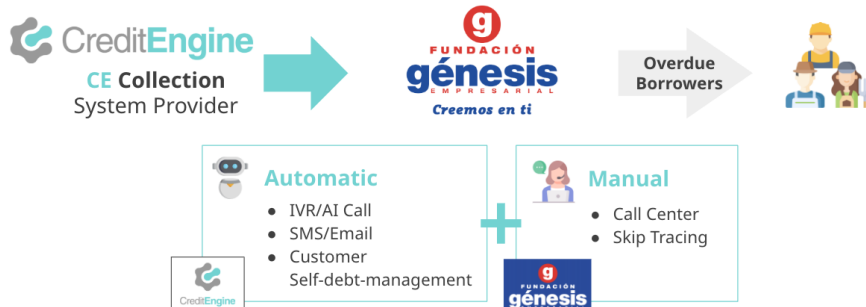 CreditEngine
CE Collection
System Provider
g
FUNDACIÓN
génesis
EMPRESARIAL
Creemos en ti
Overdue
Borrowers
Automatic
● IVR/AI Call
● SMS/Email
● Customer
Self-debt-management
CreditEngine
+
Manual
● Call Center
● Skip Tracing
g
FUNDACIÓN
génesis